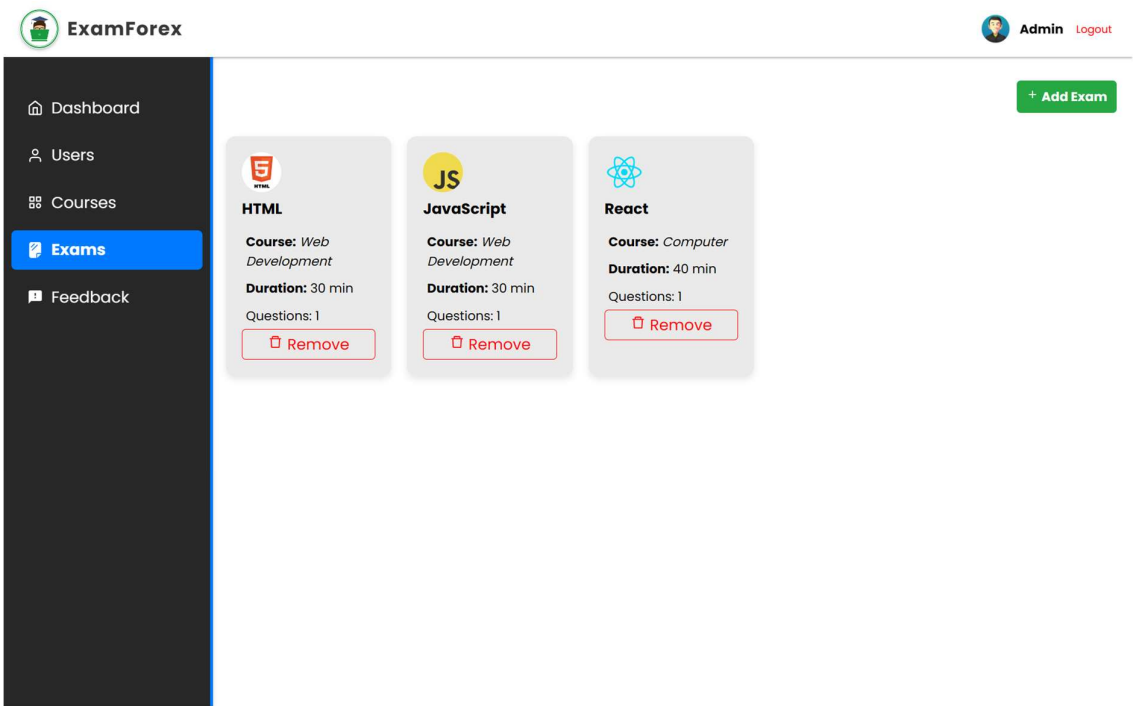 ExamForex
Admin Logout
Dashboard
Users
Courses
Exams
Feedback
+ Add Exam
HTML
HTML
Course: Web
Development
Duration: 30 min
Questions: 1
Remove
JS
JavaScript
Course: Web
Development
Duration: 30 min
Questions: 1
Remove
React
Course: Computer
Duration: 40 min
Questions: 1
Remove